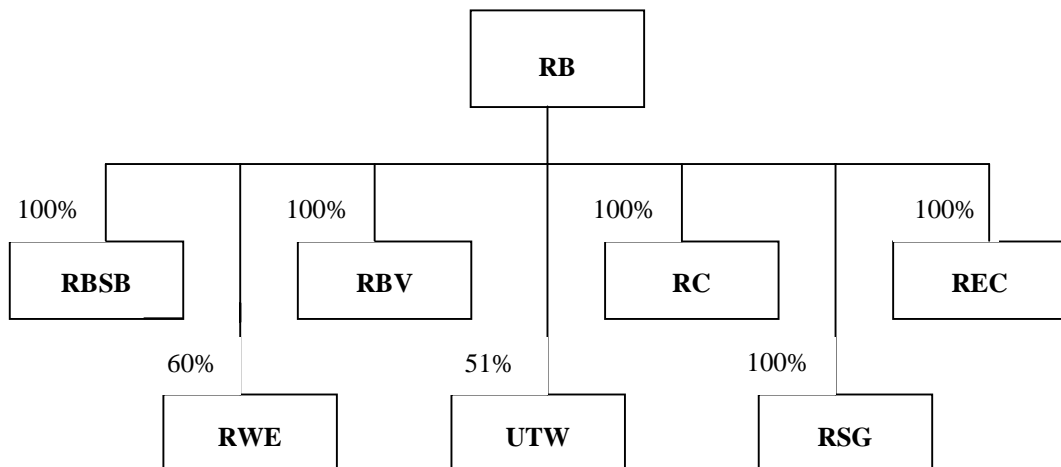 RB
100% 100% 100% 100%
RBSB RBV RC REC
60% 51% 100%
RWE UTW RSG